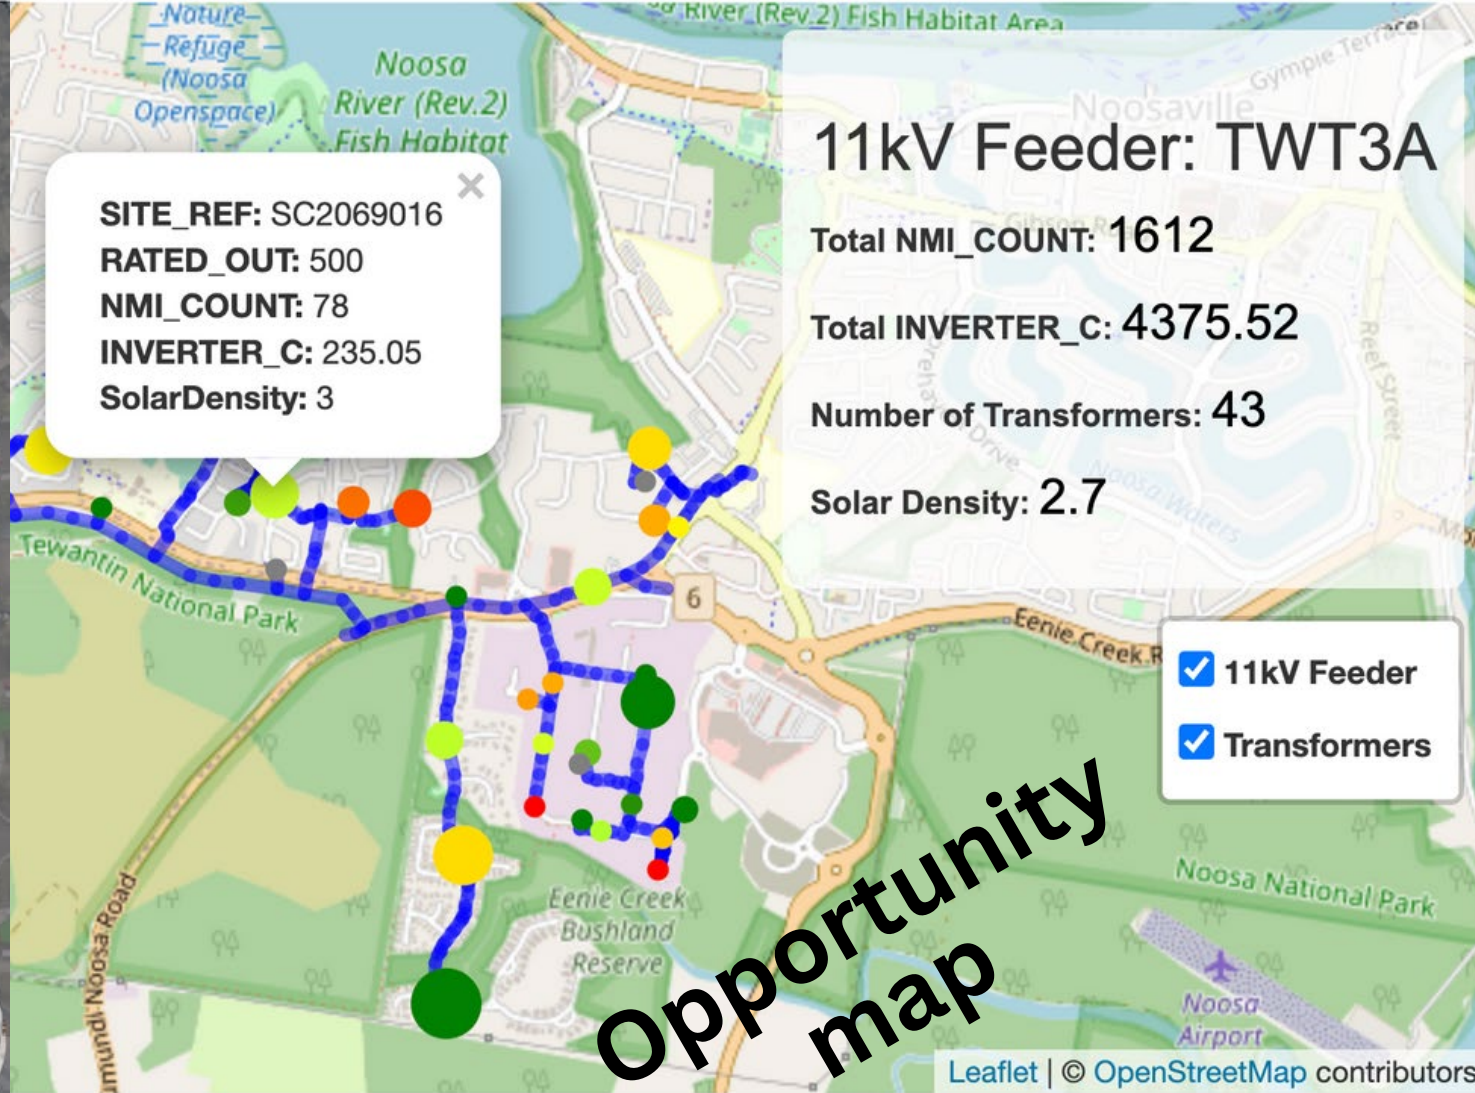 Nature
Refuge
(Noosa
Openspace)
Noosa
River (Rev.2)
Fish Habitat
River (Rev.2) Fish Habitat Area
Gympie Terrace
Noosaville
SITE_REF: SC2069016
RATED_OUT: 500
NMI_COUNT: 78
INVERTER_C: 235.05
SolarDensity: 3
×
11kV Feeder: TWT3A
Total NMI_COUNT: 1612
Total INVERTER_C: 4375.52
Number of Transformers: 43
Solar Density: 2.7
Reef Street
Drive
Noosa Waters
Tewantin National Park
6
Eenie Creek R
11kV Feeder
Transformers
Eenie Creek
Bushland
Reserve
Noosa National Park
Noosa
Airport
Noosa Road
Opportunity
map
Leaflet | © OpenStreetMap contributors